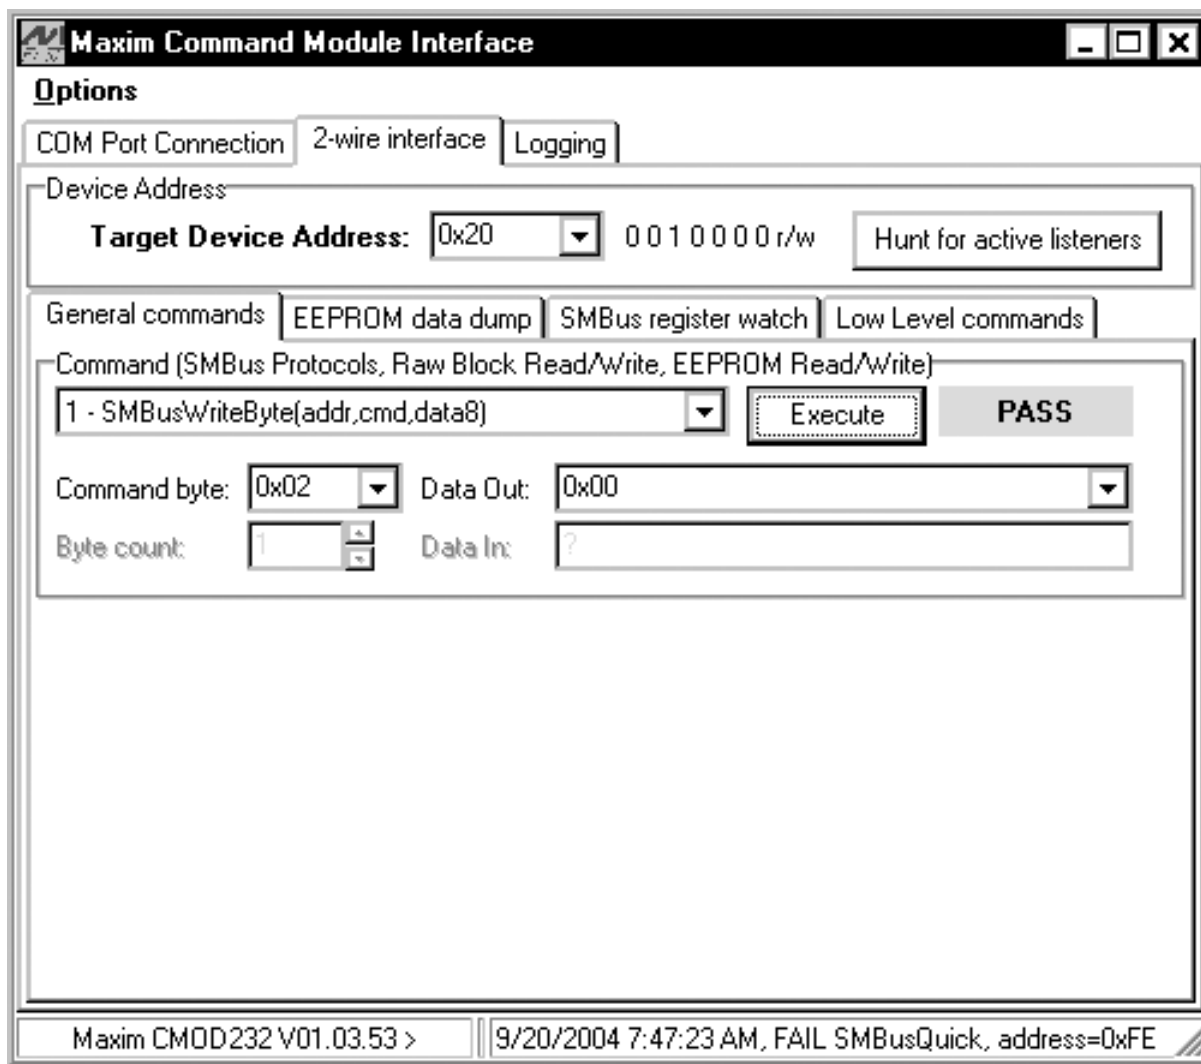 Maxim Command Module Interface
Options
COM Port Connection 2-wire interface Logging
Device Address
Target Device Address: 0x20 0 0 1 0 0 0 0 r/w Hunt for active listeners
General commands EEPROM data dump SMBus register watch Low Level commands
Command (SMBus Protocols, Raw Block Read/Write, EEPROM Read/Write)
1 - SMBusWriteByte(addr,cmd,data8) Execute PASS
Command byte: 0x02 Data Out: 0x00
Byte count: 1 Data In: ?
Maxim CMOD232 V01.03.53 > 9/20/2004 7:47:23 AM, FAIL SMBusQuick, address=0xFE